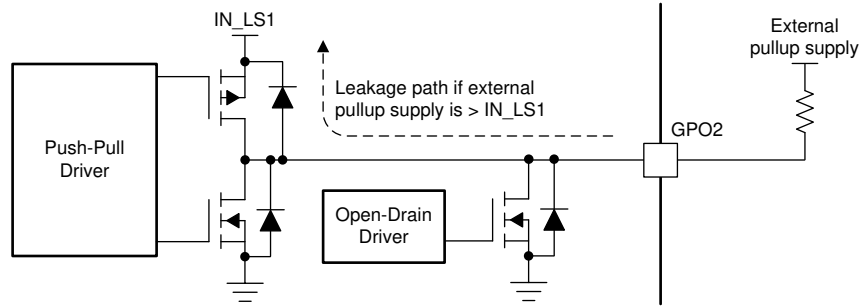 IN_LS1
External
pullup supply
Leakage path if external
pullup supply is > IN_LS1
GPO2
Push-Pull
Driver
Open-Drain
Driver